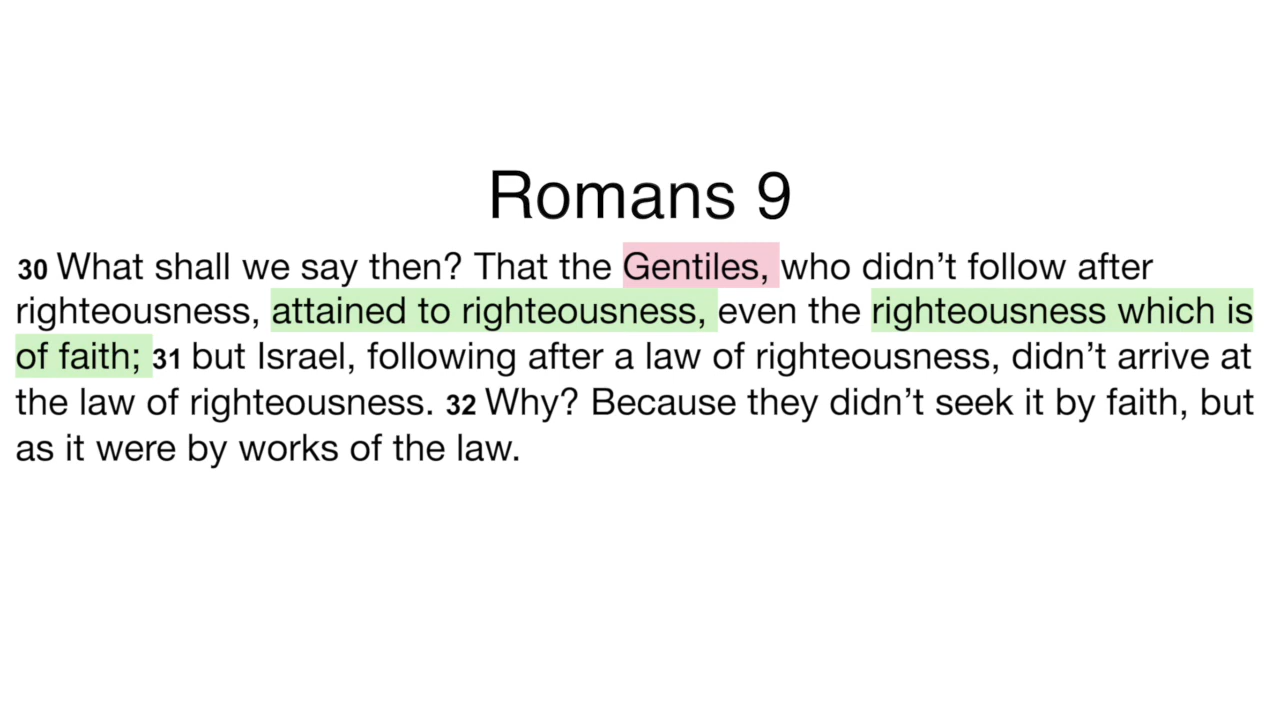 Romans 9
30 What shall we say then? That the Gentiles, who didn’t follow after
righteousness, attained to righteousness, even the righteousness which is
of faith; 31 but Israel, following after a law of righteousness, didn’t arrive at
the law of righteousness. 32 Why? Because they didn’t seek it by faith, but
as it were by works of the law.